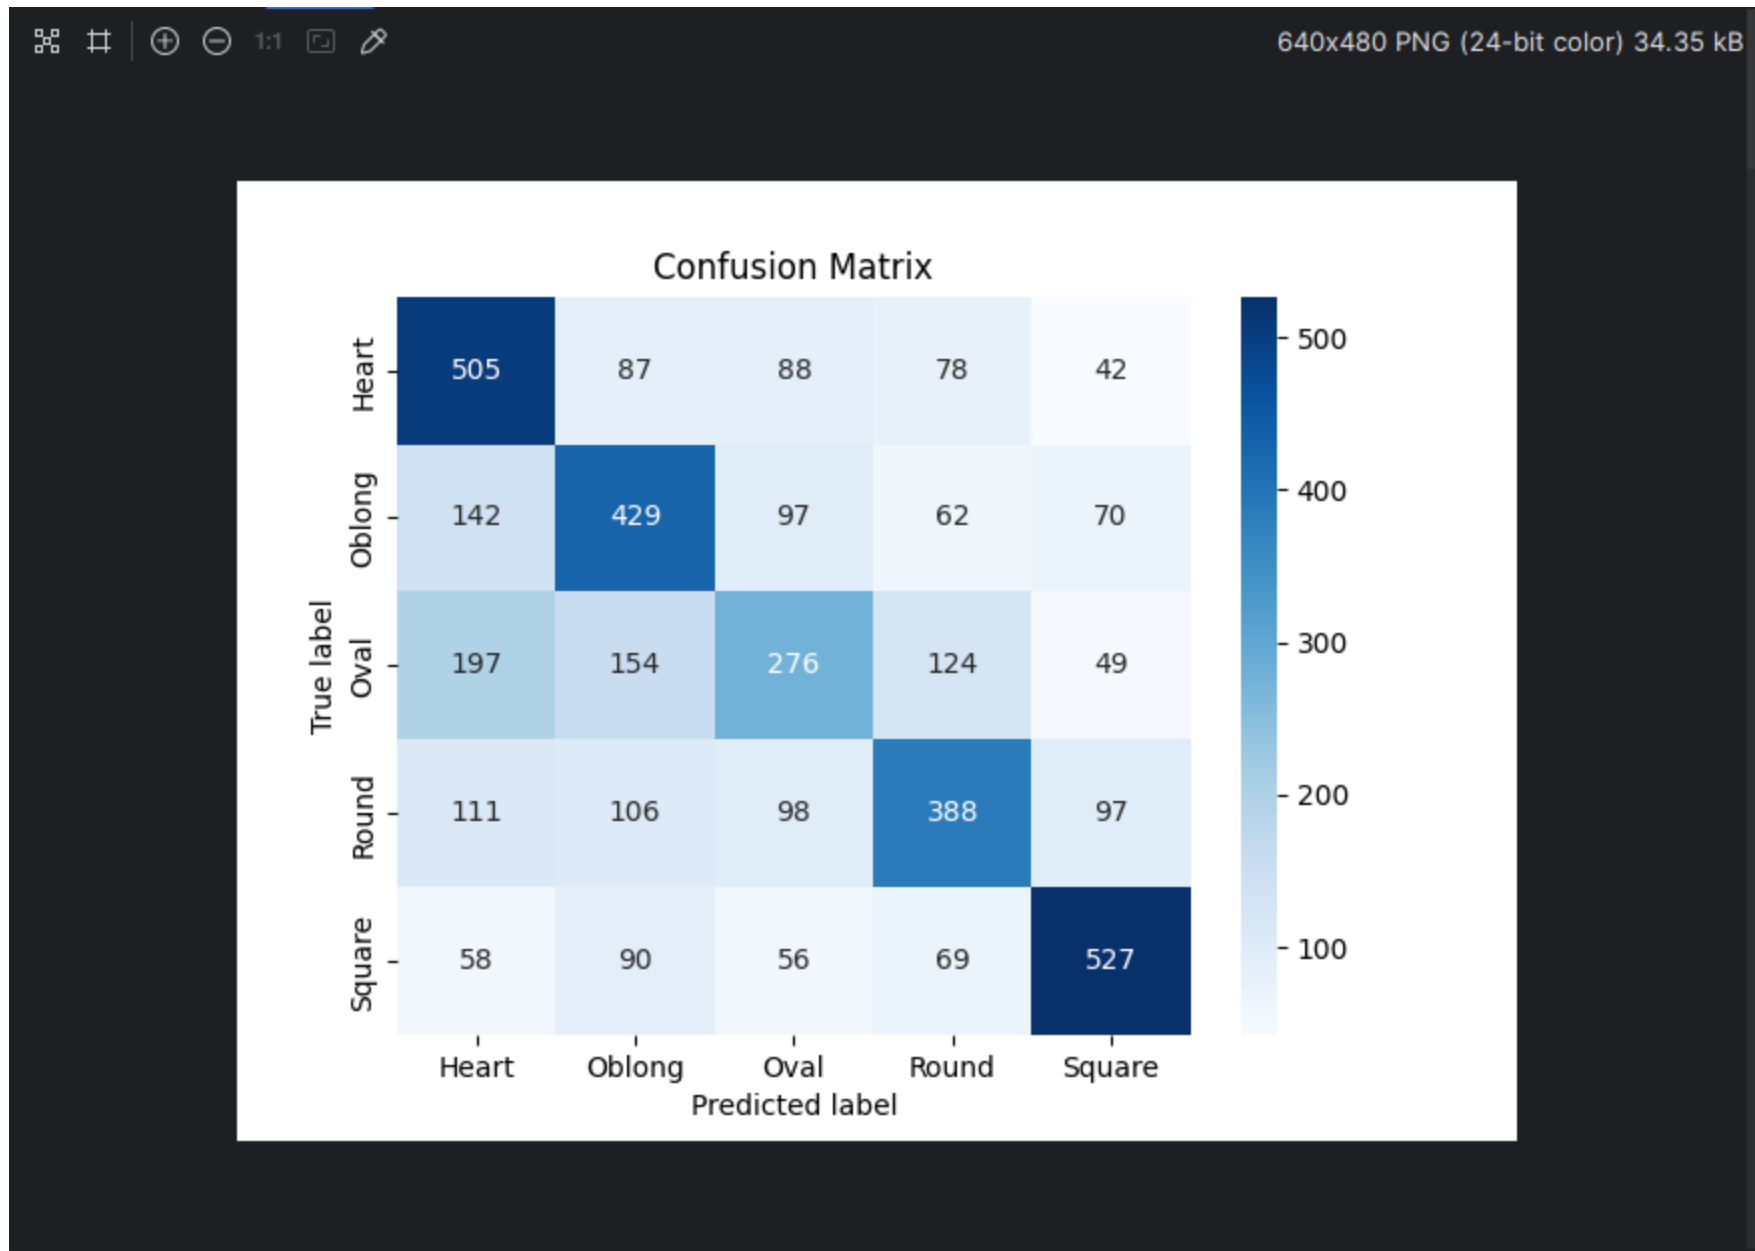 1:1
640x480 PNG (24-bit color) 34.35 kB
Confusion Matrix
True label
Heart 505 87 88 78 42
Oblong 142 429 97 62 70
Oval 197 154 276 124 49
Round 111 106 98 388 97
Square 58 90 56 69 527
Heart Oblong Oval Round Square
Predicted label
500
400
300
200
100